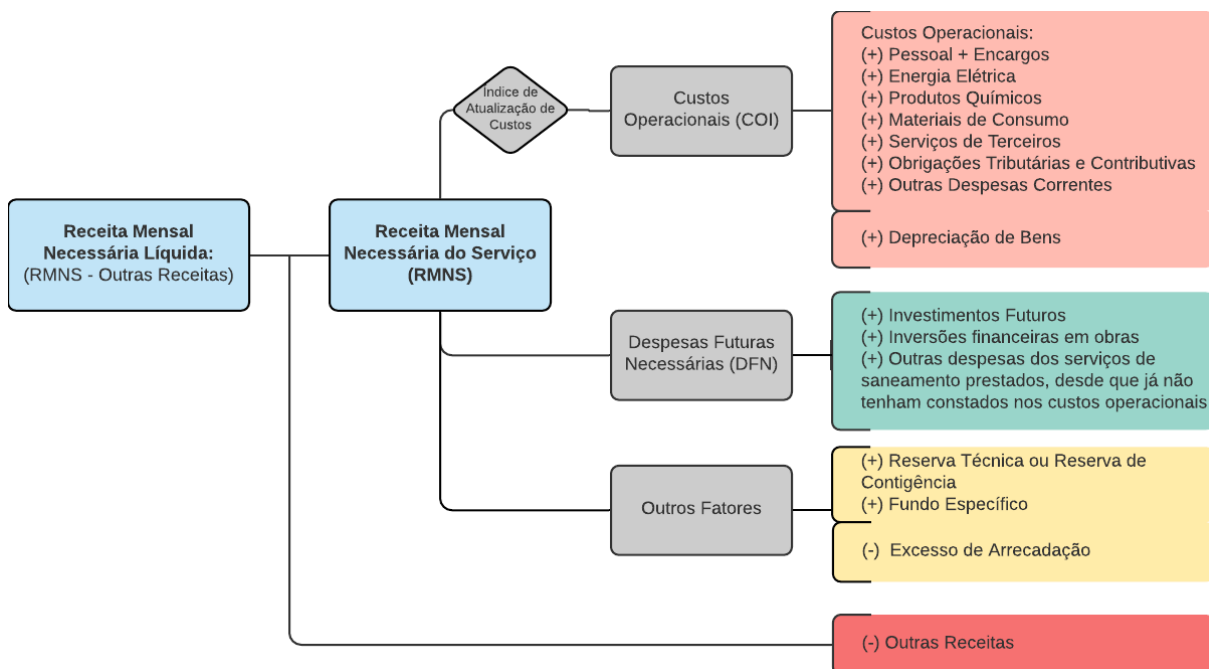 Receita Mensal
Necessária Líquida:
(RMNS - Outras Receitas)
Receita Mensal
Necessária do Serviço
(RMNS)
Índice de
Atualização de
Custos
Custos
Operacionais (COI)
Custos Operacionais:
(+) Pessoal + Encargos
(+) Energia Elétrica
(+) Produtos Químicos
(+) Materiais de Consumo
(+) Serviços de Terceiros
(+) Obrigações Tributárias e Contributivas
(+) Outras Despesas Correntes
(+) Depreciação de Bens
Despesas Futuras
Necessárias (DFN)
(+) Investimentos Futuros
(+) Inversões financeiras em obras
(+) Outras despesas dos serviços de
saneamento prestados, desde que já não
tenham constados nos custos operacionais
Outros Fatores
(+) Reserva Técnica ou Reserva de
Contigência
(+) Fundo Específico
(-) Excesso de Arrecadação
(-) Outras Receitas